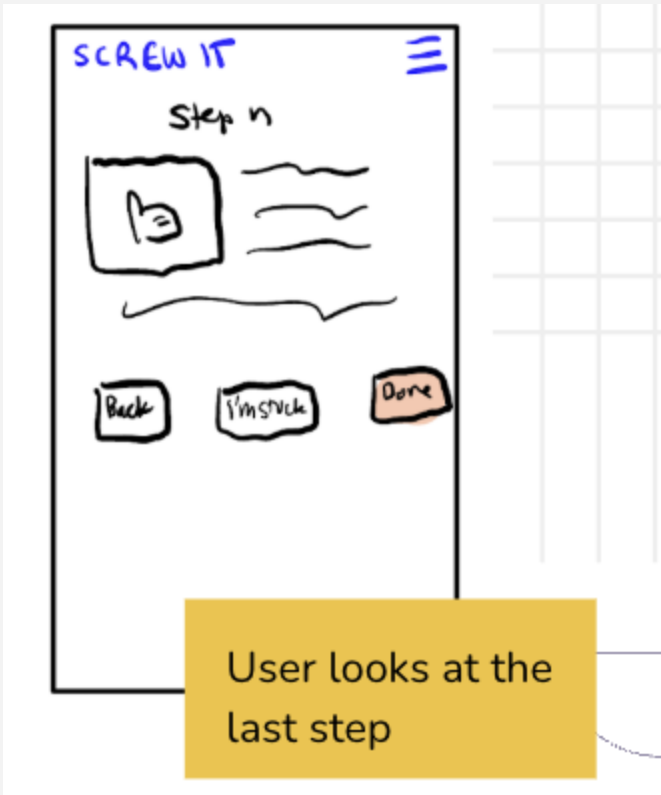 SCREW IT
Step n
Back
I'm stuck
Done
User looks at the
last step